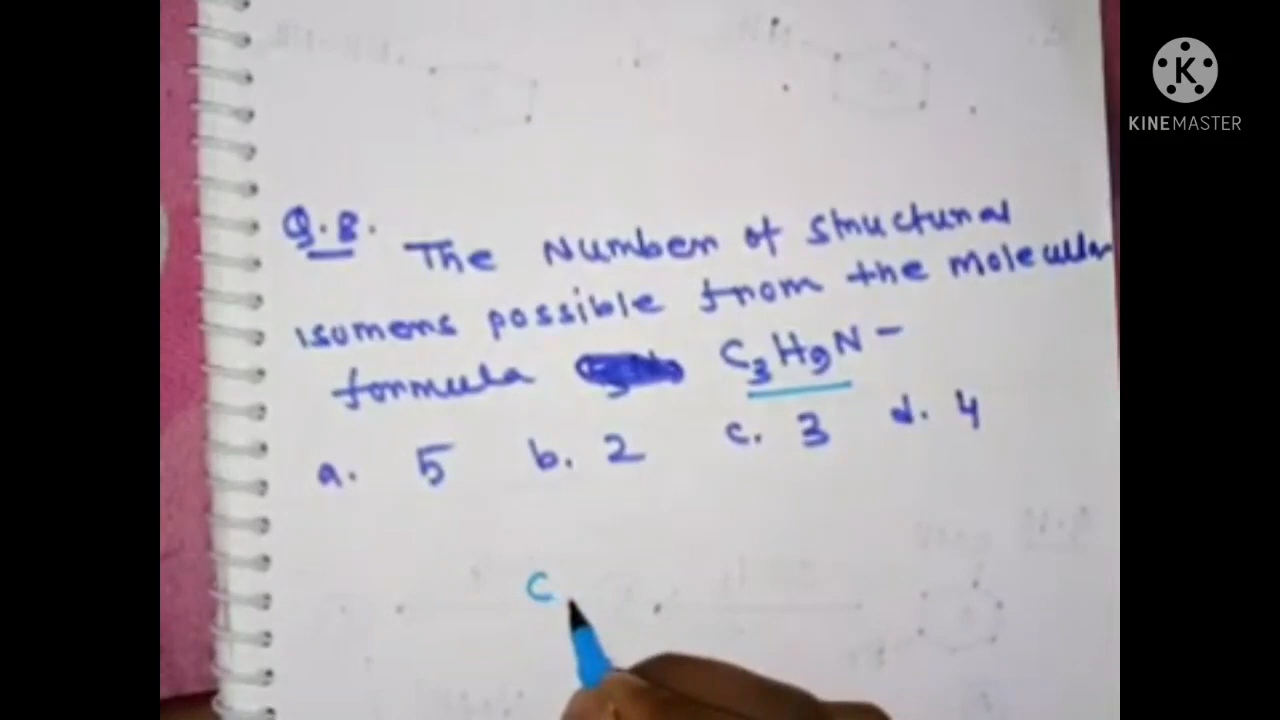 KINEMASTER
Q.8. The Number of structural
isomers possible from the molecular
formula C₃H₉N -
a. 5 b. 2 c. 3 d. 4
C